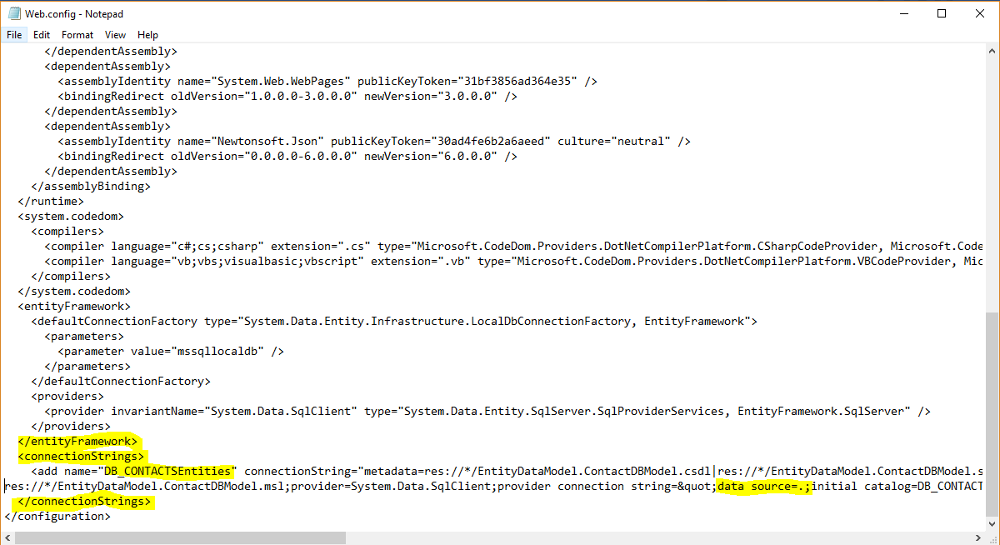 Web.config - Notepad
File Edit Format View Help
</dependentAssembly>
<dependentAssembly>
<assemblyIdentity name="System.Web.WebPages" publicKeyToken="31bf3856ad364e35" />
<bindingRedirect oldVersion="1.0.0.0-3.0.0.0" newVersion="3.0.0.0" />
</dependentAssembly>
<dependentAssembly>
<assemblyIdentity name="Newtonsoft.Json" publicKeyToken="30ad4fe6b2a6aeed" culture="neutral" />
<bindingRedirect oldVersion="0.0.0.0-6.0.0.0" newVersion="6.0.0.0" />
</dependentAssembly>
</assemblyBinding>
</runtime>
<system.codedom>
<compilers>
<compiler language="c#;cs;csharp" extension=".cs" type="Microsoft.CodeDom.Providers.DotNetCompilerPlatform.CSharpCodeProvider, Microsoft.Code
<compiler language="vb;vbs;visualbasic;vbscript" extension=".vb" type="Microsoft.CodeDom.Providers.DotNetCompilerPlatform.VBCodeProvider, Mic
</compilers>
</system.codedom>
<entityFramework>
<defaultConnectionFactory type="System.Data.Entity.Infrastructure.LocalDbConnectionFactory, EntityFramework">
<parameters>
<parameter value="mssqllocaldb" />
</parameters>
</defaultConnectionFactory>
<providers>
<provider invariantName="System.Data.SqlClient" type="System.Data.Entity.SqlServer.SqlProviderServices, EntityFramework.SqlServer" />
</providers>
</entityFramework>
<connectionStrings>
<add name="DB_CONTACTSEntities" connectionString="metadata=res://*/EntityDataModel.ContactDBModel.csdl|res://*/EntityDataModel.ContactDBModel.s
res://*/EntityDataModel.ContactDBModel.msl;provider=System.Data.SqlClient;provider connection string=&quot;data source=.;initial catalog=DB_CONTACT
</connectionStrings>
</configuration>